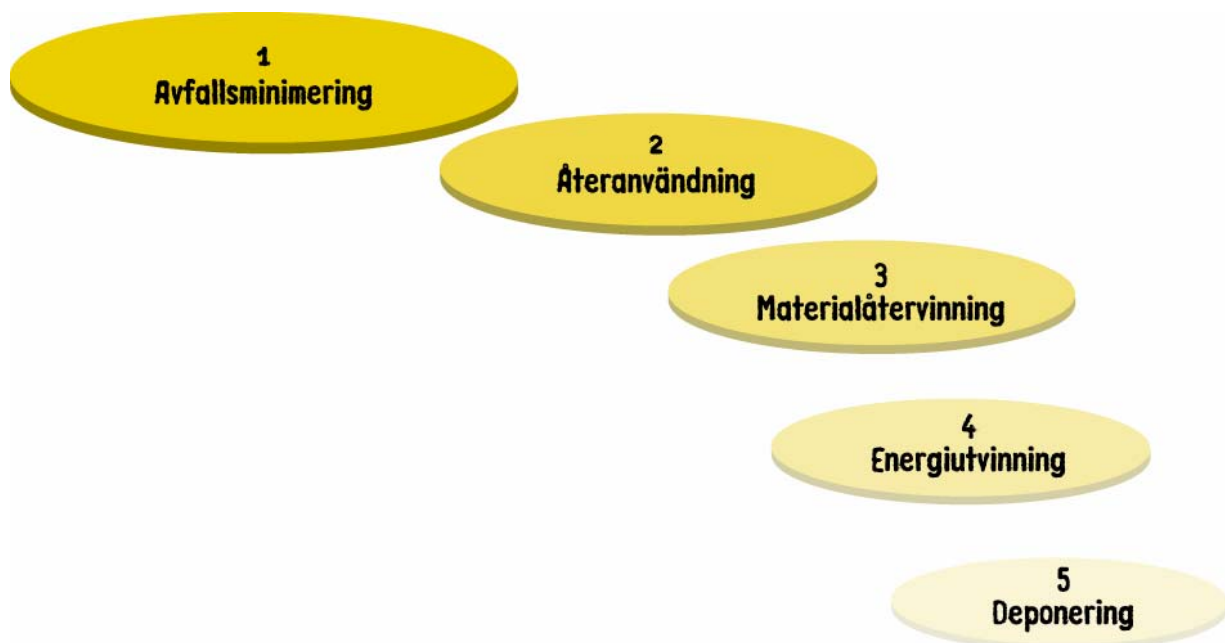 1
Avfallsminimering
2
Återanvändning
3
Materialåtervinning
4
Energiutvinning
5
Deponering